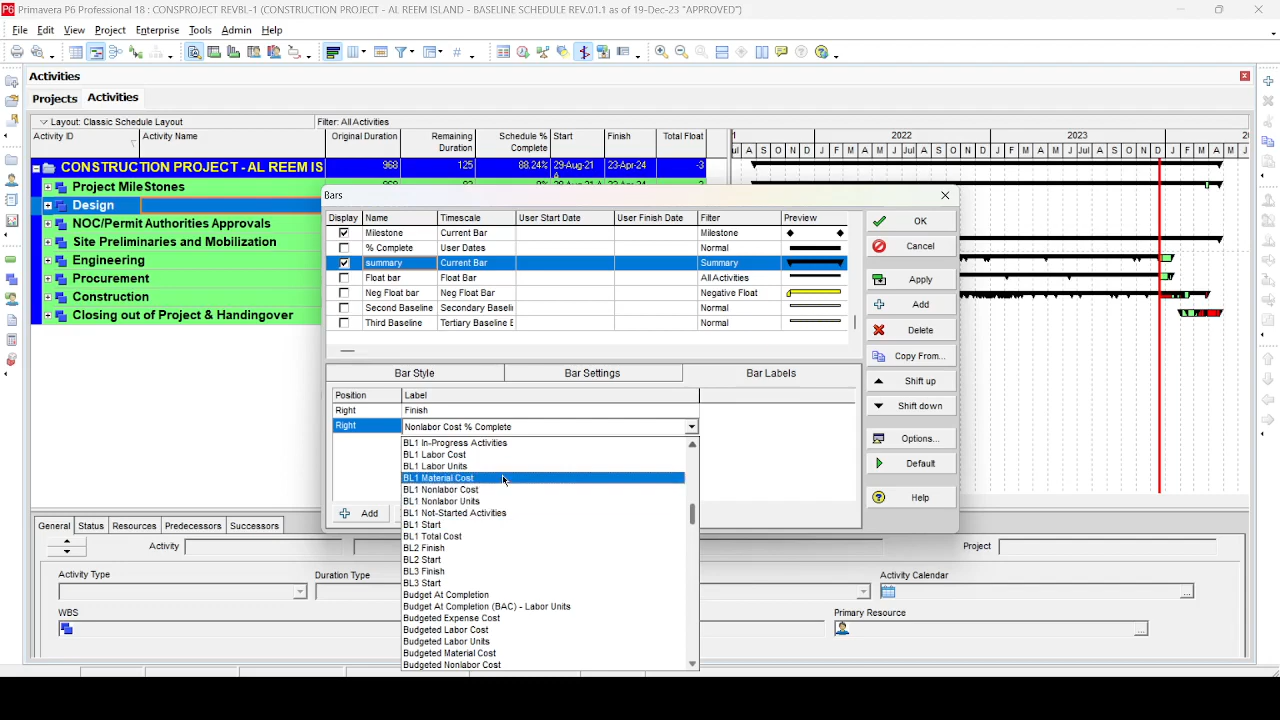 P6 Primavera P6 Professional 18 : CONSPROJECT REVBL-1 (CONSTRUCTION PROJECT - AL REEM ISLAND - BASELINE SCHEDULE REV.01.1 as of 19-Dec-23 "APPROVED")
File Edit View Project Enterprise Tools Admin Help
Activities
Projects Activities
Layout: Classic Schedule Layout Filter: All Activities
Activity ID Activity Name Original Duration Remaining Duration Schedule % Complete Start Finish Total Float 2022 2023
J A S O N D J F M A M J Jul A S O N D J F M A M J Jul A S O N D J F M A M J
CONSTRUCTION PROJECT - AL REEM IS 968 125 88.24% 29-Aug-21 A 23-Apr-24 -3
Project MileStones
Design
NOC/Permit Authorities Approvals
Site Preliminaries and Mobilization
Engineering
Procurement
Construction
Closing out of Project & Handingover
Bars
Display Name Timescale User Start Date User Finish Date Filter Preview
Milestone Current Bar Milestone
% Complete User Dates Normal
summary Current Bar Summary
Float bar Float Bar All Activities
Neg Float bar Neg Float Bar Negative Float
Second Baseline Secondary Baseli Normal
Third Baseline Tertiary Baseline B Normal
OK
Cancel
Apply
Add
Delete
Copy From...
Shift up
Shift down
Options...
Default
Help
Bar Style Bar Settings Bar Labels
Position Label
Right Finish
Right Nonlabor Cost % Complete
BL1 In-Progress Activities
BL1 Labor Cost
BL1 Labor Units
BL1 Material Cost
BL1 Nonlabor Cost
BL1 Nonlabor Units
BL1 Not-Started Activities
BL1 Start
BL1 Total Cost
BL2 Finish
BL2 Start
BL3 Finish
BL3 Start
Budget At Completion
Budget At Completion (BAC) - Labor Units
Budgeted Expense Cost
Budgeted Labor Cost
Budgeted Labor Units
Budgeted Material Cost
Budgeted Nonlabor Cost
Add
General Status Resources Predecessors Successors
Activity Project
Activity Type Duration Type Activity Calendar
WBS Primary Resource